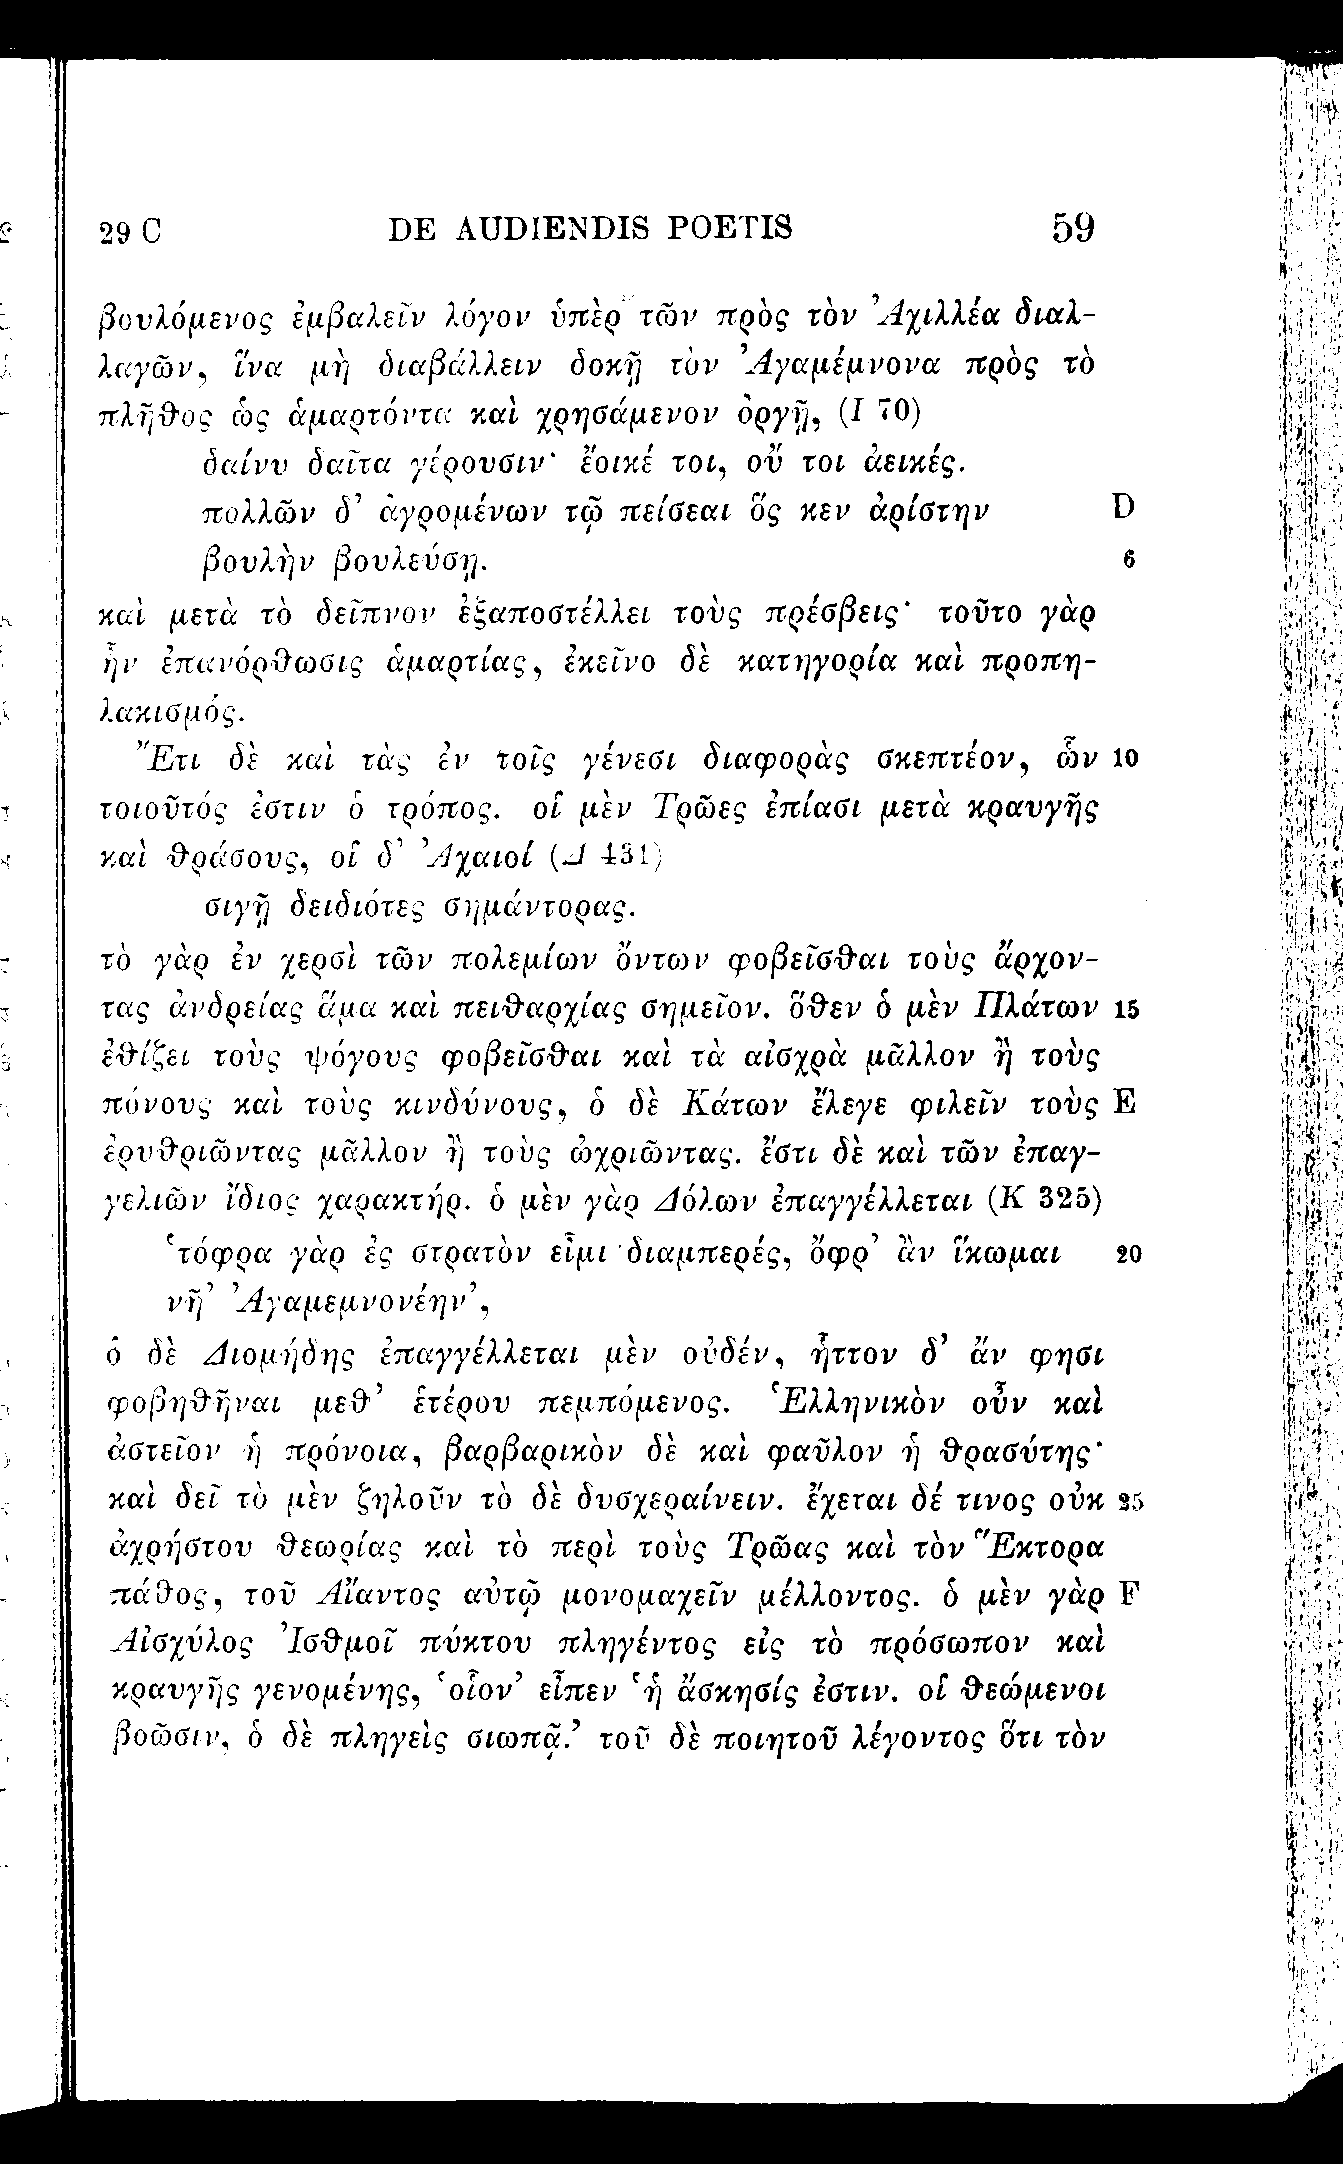 29 C DE AUDIENDIS POETIS 59
βουλόμενος ἐμβαλεῖν λόγον ὑπὲρ τῶν πρὸς τὸν Ἀχιλλέα διαλ-
λαγῶν, ἵνα μὴ διαβάλλειν δοκῇ τὸν Ἀγαμέμνονα πρὸς τὸ
πλῆθος ὡς ἁμαρτόντα καὶ χρησάμενον ὀργῇ, (I 70)
δαίνυ δαῖτα γέρουσιν· ἔοικέ τοι, οὔ τοι ἀεικές.
πολλῶν δ’ ἀγρομένων τῷ πείσεαι ὅς κεν ἀρίστην D
βουλὴν βουλεύσῃ. 6
καὶ μετὰ τὸ δεῖπνον ἐξαποστέλλει τοὺς πρέσβεις· τοῦτο γὰρ
ἦν ἐπανόρθωσις ἁμαρτίας, ἐκεῖνο δὲ κατηγορία καὶ προπη-
λακισμός.
Ἔτι δὲ καὶ τὰς ἐν τοῖς γένεσι διαφορὰς σκεπτέον, ὧν 10
τοιοῦτός ἐστιν ὁ τρόπος. οἱ μὲν Τρῶες ἐπίασι μετὰ κραυγῆς
καὶ θράσους, οἱ δ’ Ἀχαιοί (Δ 431)
σιγῇ δειδιότες σημάντορας.
τὸ γὰρ ἐν χερσὶ τῶν πολεμίων ὄντων φοβεῖσθαι τοὺς ἄρχον-
τας ἀνδρείας ἅμα καὶ πειθαρχίας σημεῖον. ὅθεν ὁ μὲν Πλάτων 15
ἐθίζει τοὺς ψόγους φοβεῖσθαι καὶ τὰ αἰσχρὰ μᾶλλον ἢ τοὺς
πόνους καὶ τοὺς κινδύνους, ὁ δὲ Κάτων ἔλεγε φιλεῖν τοὺς E
ἐρυθριῶντας μᾶλλον ἢ τοὺς ὠχριῶντας. ἔστι δὲ καὶ τῶν ἐπαγ-
γελιῶν ἴδιος χαρακτήρ. ὁ μὲν γὰρ Δόλων ἐπαγγέλλεται (K 325)
‘τόφρα γὰρ ἐς στρατὸν εἶμι διαμπερές, ὄφρ’ ἂν ἵκωμαι 20
νῆ’ Ἀγαμεμνονέην’,
ὁ δὲ Διομήδης ἐπαγγέλλεται μὲν οὐδέν, ἧττον δ’ ἄν φησι
φοβηθῆναι μεθ’ ἑτέρου πεμπόμενος. Ἑλληνικὸν οὖν καὶ
ἀστεῖον ἡ πρόνοια, βαρβαρικὸν δὲ καὶ φαῦλον ἡ θρασύτης·
καὶ δεῖ τὸ μὲν ζηλοῦν τὸ δὲ δυσχεραίνειν. ἔχεται δέ τινος οὐκ 25
ἀχρήστου θεωρίας καὶ τὸ περὶ τοὺς Τρῶας καὶ τὸν Ἕκτορα
πάθος, τοῦ Αἴαντος αὐτῷ μονομαχεῖν μέλλοντος. ὁ μὲν γὰρ F
Αἰσχύλος Ἰσθμοῖ πύκτου πληγέντος εἰς τὸ πρόσωπον καὶ
κραυγῆς γενομένης, ‘οἷον’ εἶπεν ‘ἡ ἄσκησίς ἐστιν. οἱ θεώμενοι
βοῶσιν, ὁ δὲ πληγεὶς σιωπᾷ.’ τοῦ δὲ ποιητοῦ λέγοντος ὅτι τὸν